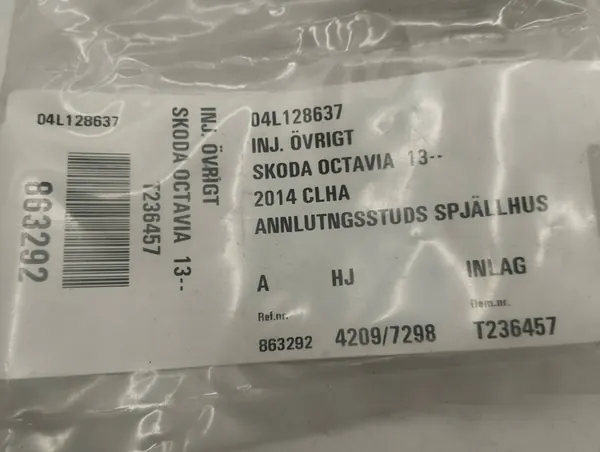 04L128637
863292
T236457
SKODA OCTAVIA 13--
INJ. ÖVRIGT
04L128637
INJ. ÖVRIGT
SKODA OCTAVIA 13--
2014 CLHA
ANNLUTNGSSTUDS SPJÄLLHUS
A HJ INLAG
Ref.nr. Dem.nr.
863292 4209/7298 T236457